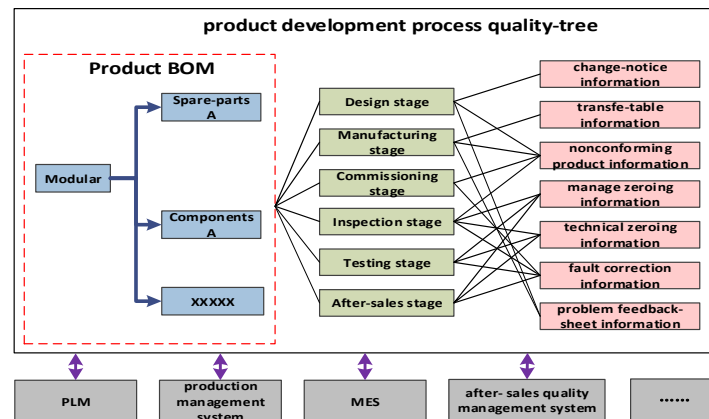 product development process quality-tree
Product BOM
Modular
Spare-parts
A
Components
A
XXXXX
Design stage
Manufacturing
stage
Commissioning
stage
Inspection stage
Testing stage
After-sales stage
change-notice
information
transfe-table
information
nonconforming
product information
manage zeroing
information
technical zeroing
information
fault correction
information
problem feedback-
sheet information
PLM
production
management
system
MES
after- sales quality
management system
......